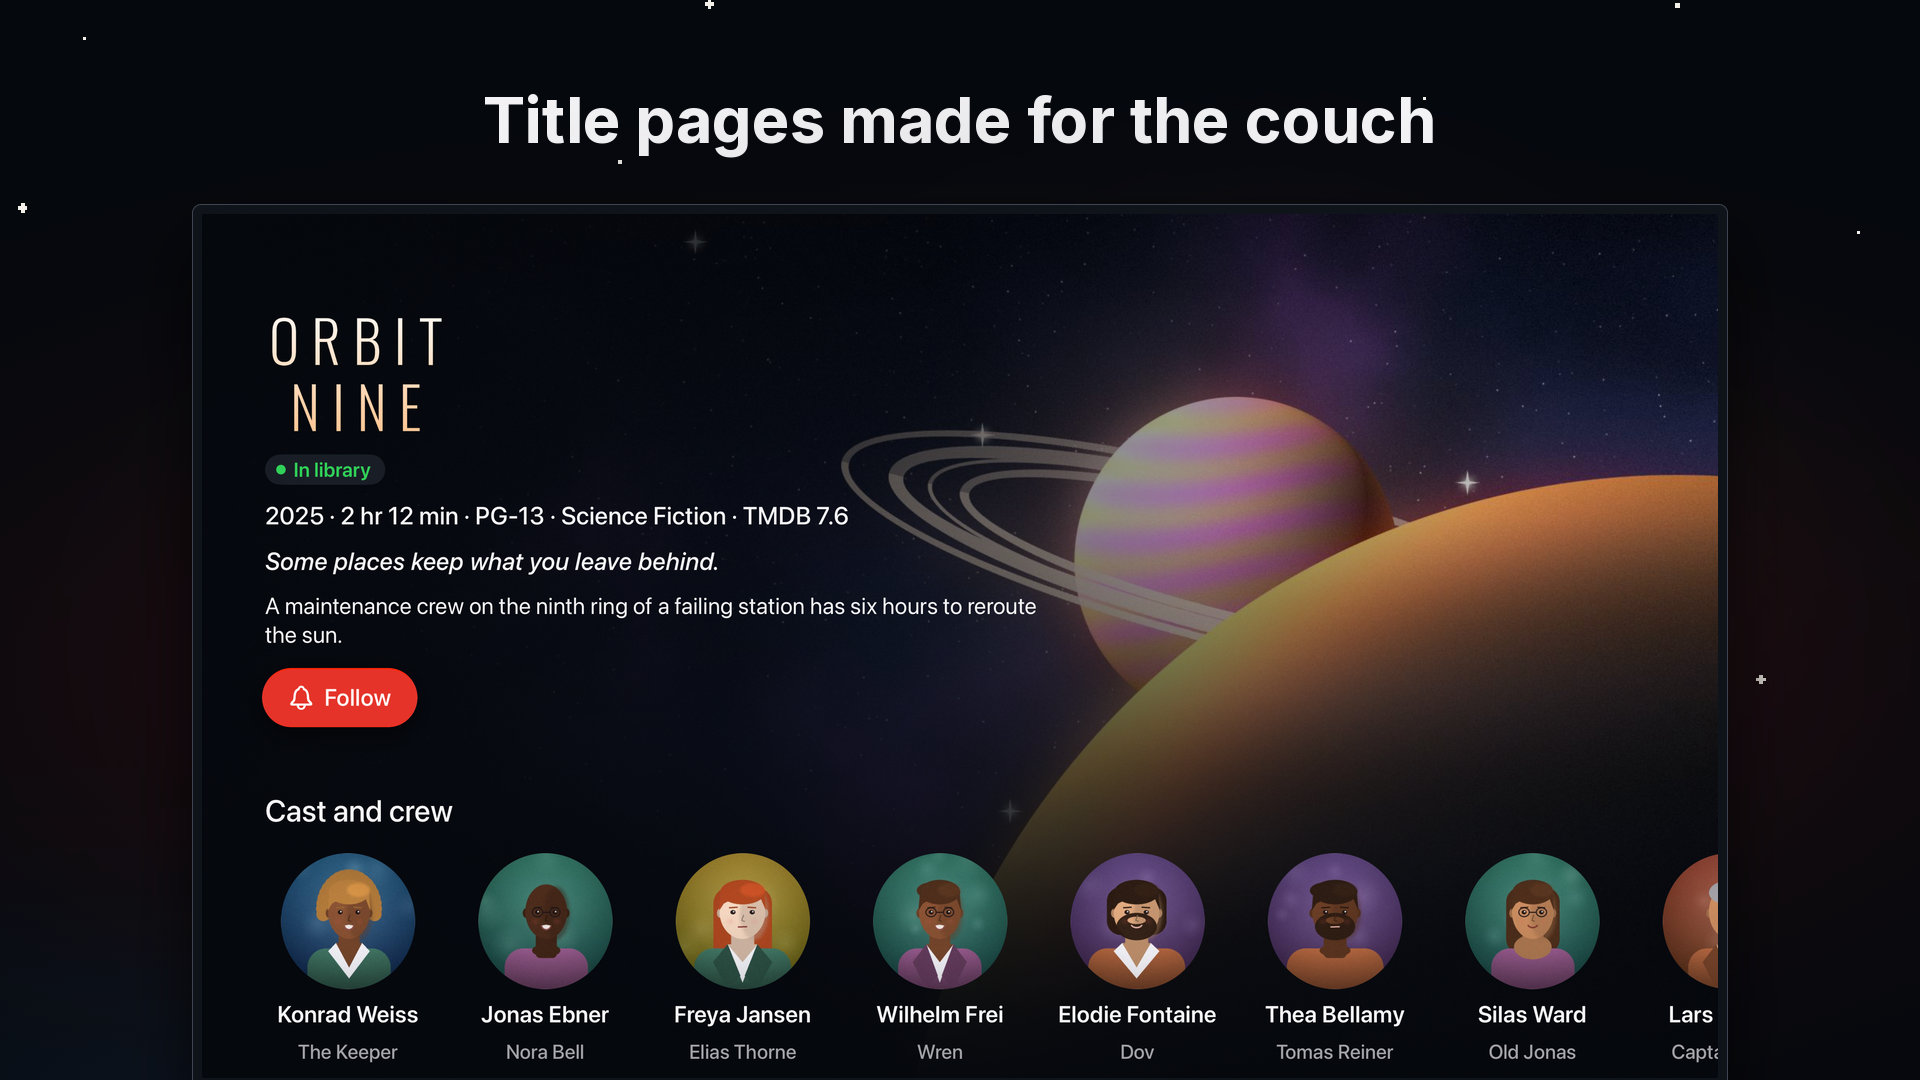 Title pages made for the couch
ORBIT
NINE
In library
2025 · 2 hr 12 min · PG-13 · Science Fiction · TMDB 7.6
Some places keep what you leave behind.
A maintenance crew on the ninth ring of a failing station has six hours to reroute
the sun.
Follow
Cast and crew
Konrad Weiss
The Keeper
Jonas Ebner
Nora Bell
Freya Jansen
Elias Thorne
Wilhelm Frei
Wren
Elodie Fontaine
Dov
Thea Bellamy
Tomas Reiner
Silas Ward
Old Jonas
Lars